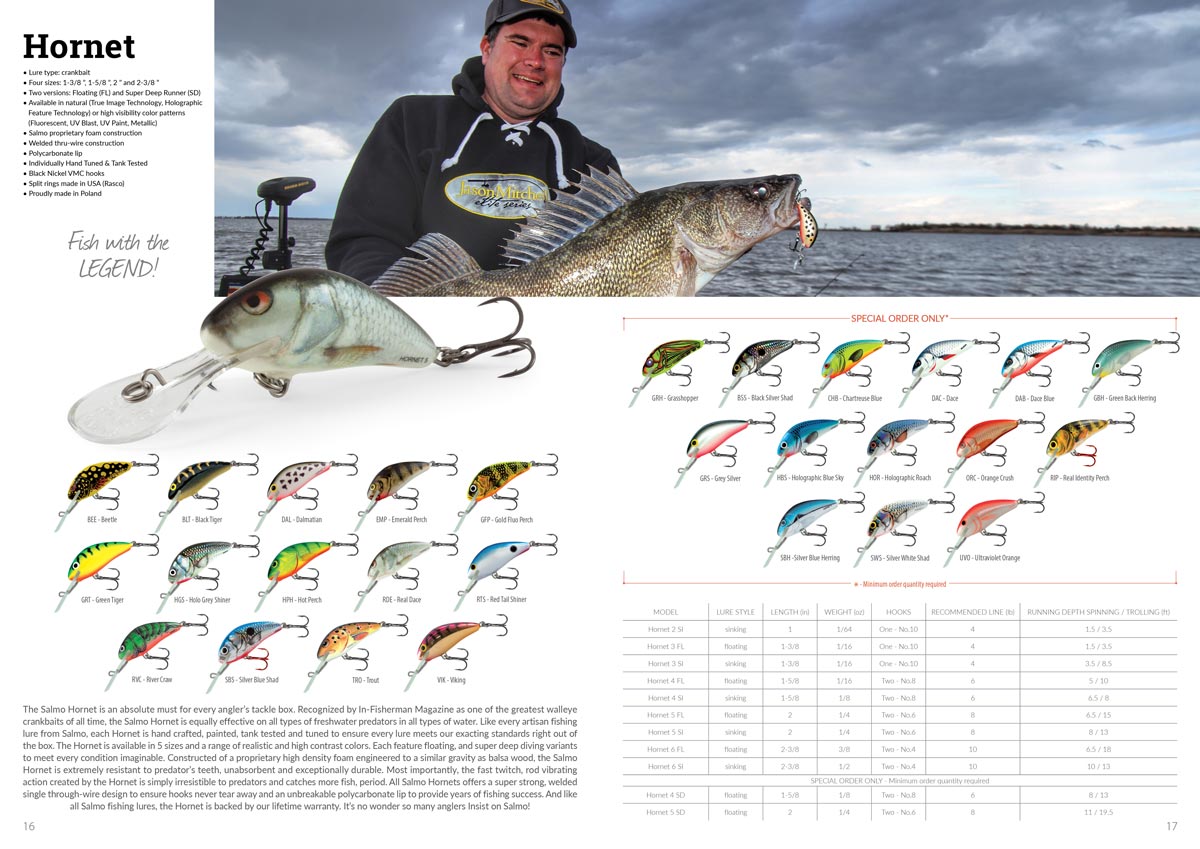 Hornet
• Lure type: crankbait
• Four sizes: 1-3/8 ", 1-5/8 ", 2 " and 2-3/8 "
• Two versions: Floating (FL) and Super Deep Runner (SD)
• Available in natural (True Image Technology, Holographic
Feature Technology) or high visibility color patterns
(Fluorescent, UV Blast, UV Paint, Metallic)
• Salmo proprietary foam construction
• Welded thru-wire construction
• Polycarbonate lip
• Individually Hand Tuned & Tank Tested
• Black Nickel VMC hooks
• Split rings made in USA (Rasco)
• Proudly made in Poland
Fish with the
LEGEND!
Jason Mitchell
elite series
HORNET 5
BEE - Beetle
BLT - Black Tiger
DAL - Dalmatian
EMP - Emerald Perch
GFP - Gold Fluo Perch
GRT - Green Tiger
HGS - Holo Grey Shiner
HPH - Hot Perch
RDE - Real Dace
RTS - Red Tail Shiner
RVC - River Craw
SBS - Silver Blue Shad
TRO - Trout
VIK - Viking
The Salmo Hornet is an absolute must for every angler's tackle box. Recognized by In-Fisherman Magazine as one of the greatest walleye
crankbaits of all time, the Salmo Hornet is equally effective on all types of freshwater predators in all types of water. Like every artisan fishing
lure from Salmo, each Hornet is hand crafted, painted, tank tested and tuned to ensure every lure meets our exacting standards right out of
the box. The Hornet is available in 5 sizes and a range of realistic and high contrast colors. Each feature floating, and super deep diving variants
to meet every condition imaginable. Constructed of a proprietary high density foam engineered to a similar gravity as balsa wood, the Salmo
Hornet is extremely resistant to predator's teeth, unabsorbent and exceptionally durable. Most importantly, the fast twitch, rod vibrating
action created by the Hornet is simply irresistible to predators and catches more fish, period. All Salmo Hornets offer a super strong, welded
single through-wire design to ensure hooks never tear away and an unbreakable polycarbonate lip to provide years of fishing success. And like
all Salmo fishing lures, the Hornet is backed by our lifetime warranty. It's no wonder so many anglers Insist on Salmo!
16
SPECIAL ORDER ONLY*
GRH - Grasshopper
BSS - Black Silver Shad
CHB - Chartreuse Blue
DAC - Dace
DAB - Dace Blue
GBH - Green Back Herring
GRS - Grey Silver
HBS - Holographic Blue Sky
HOR - Holographic Roach
ORC - Orange Crush
RIP - Real Identity Perch
SBH -Silver Blue Herring
SWS - Silver White Shad
UVO - Ultraviolet Orange
* - Minimum order quantity required
MODEL LURE STYLE LENGTH (in) WEIGHT (oz) HOOKS RECOMMENDED LINE (lb) RUNNING DEPTH SPINNING / TROLLING (ft)
Hornet 2 SI sinking 1 1/64 One - No.10 4 1.5 / 3.5
Hornet 3 FL floating 1-3/8 1/16 One - No.10 4 1.5 / 3.5
Hornet 3 SI sinking 1-3/8 1/16 One - No.10 4 3.5 / 8.5
Hornet 4 FL floating 1-5/8 1/16 Two - No.8 6 5 / 10
Hornet 4 SI sinking 1-5/8 1/8 Two - No.8 6 6.5 / 8
Hornet 5 FL floating 2 1/4 Two - No.6 8 6.5 / 15
Hornet 5 SI sinking 2 1/4 Two - No.6 8 8 / 13
Hornet 6 FL floating 2-3/8 3/8 Two - No.4 10 6.5 / 18
Hornet 6 SI sinking 2-3/8 1/2 Two - No.4 10 10 / 13
SPECIAL ORDER ONLY - Minimum order quantity required
Hornet 4 SD floating 1-5/8 1/8 Two - No.8 6 8 / 13
Hornet 5 SD floating 2 1/4 Two - No.6 8 11 / 19.5
17